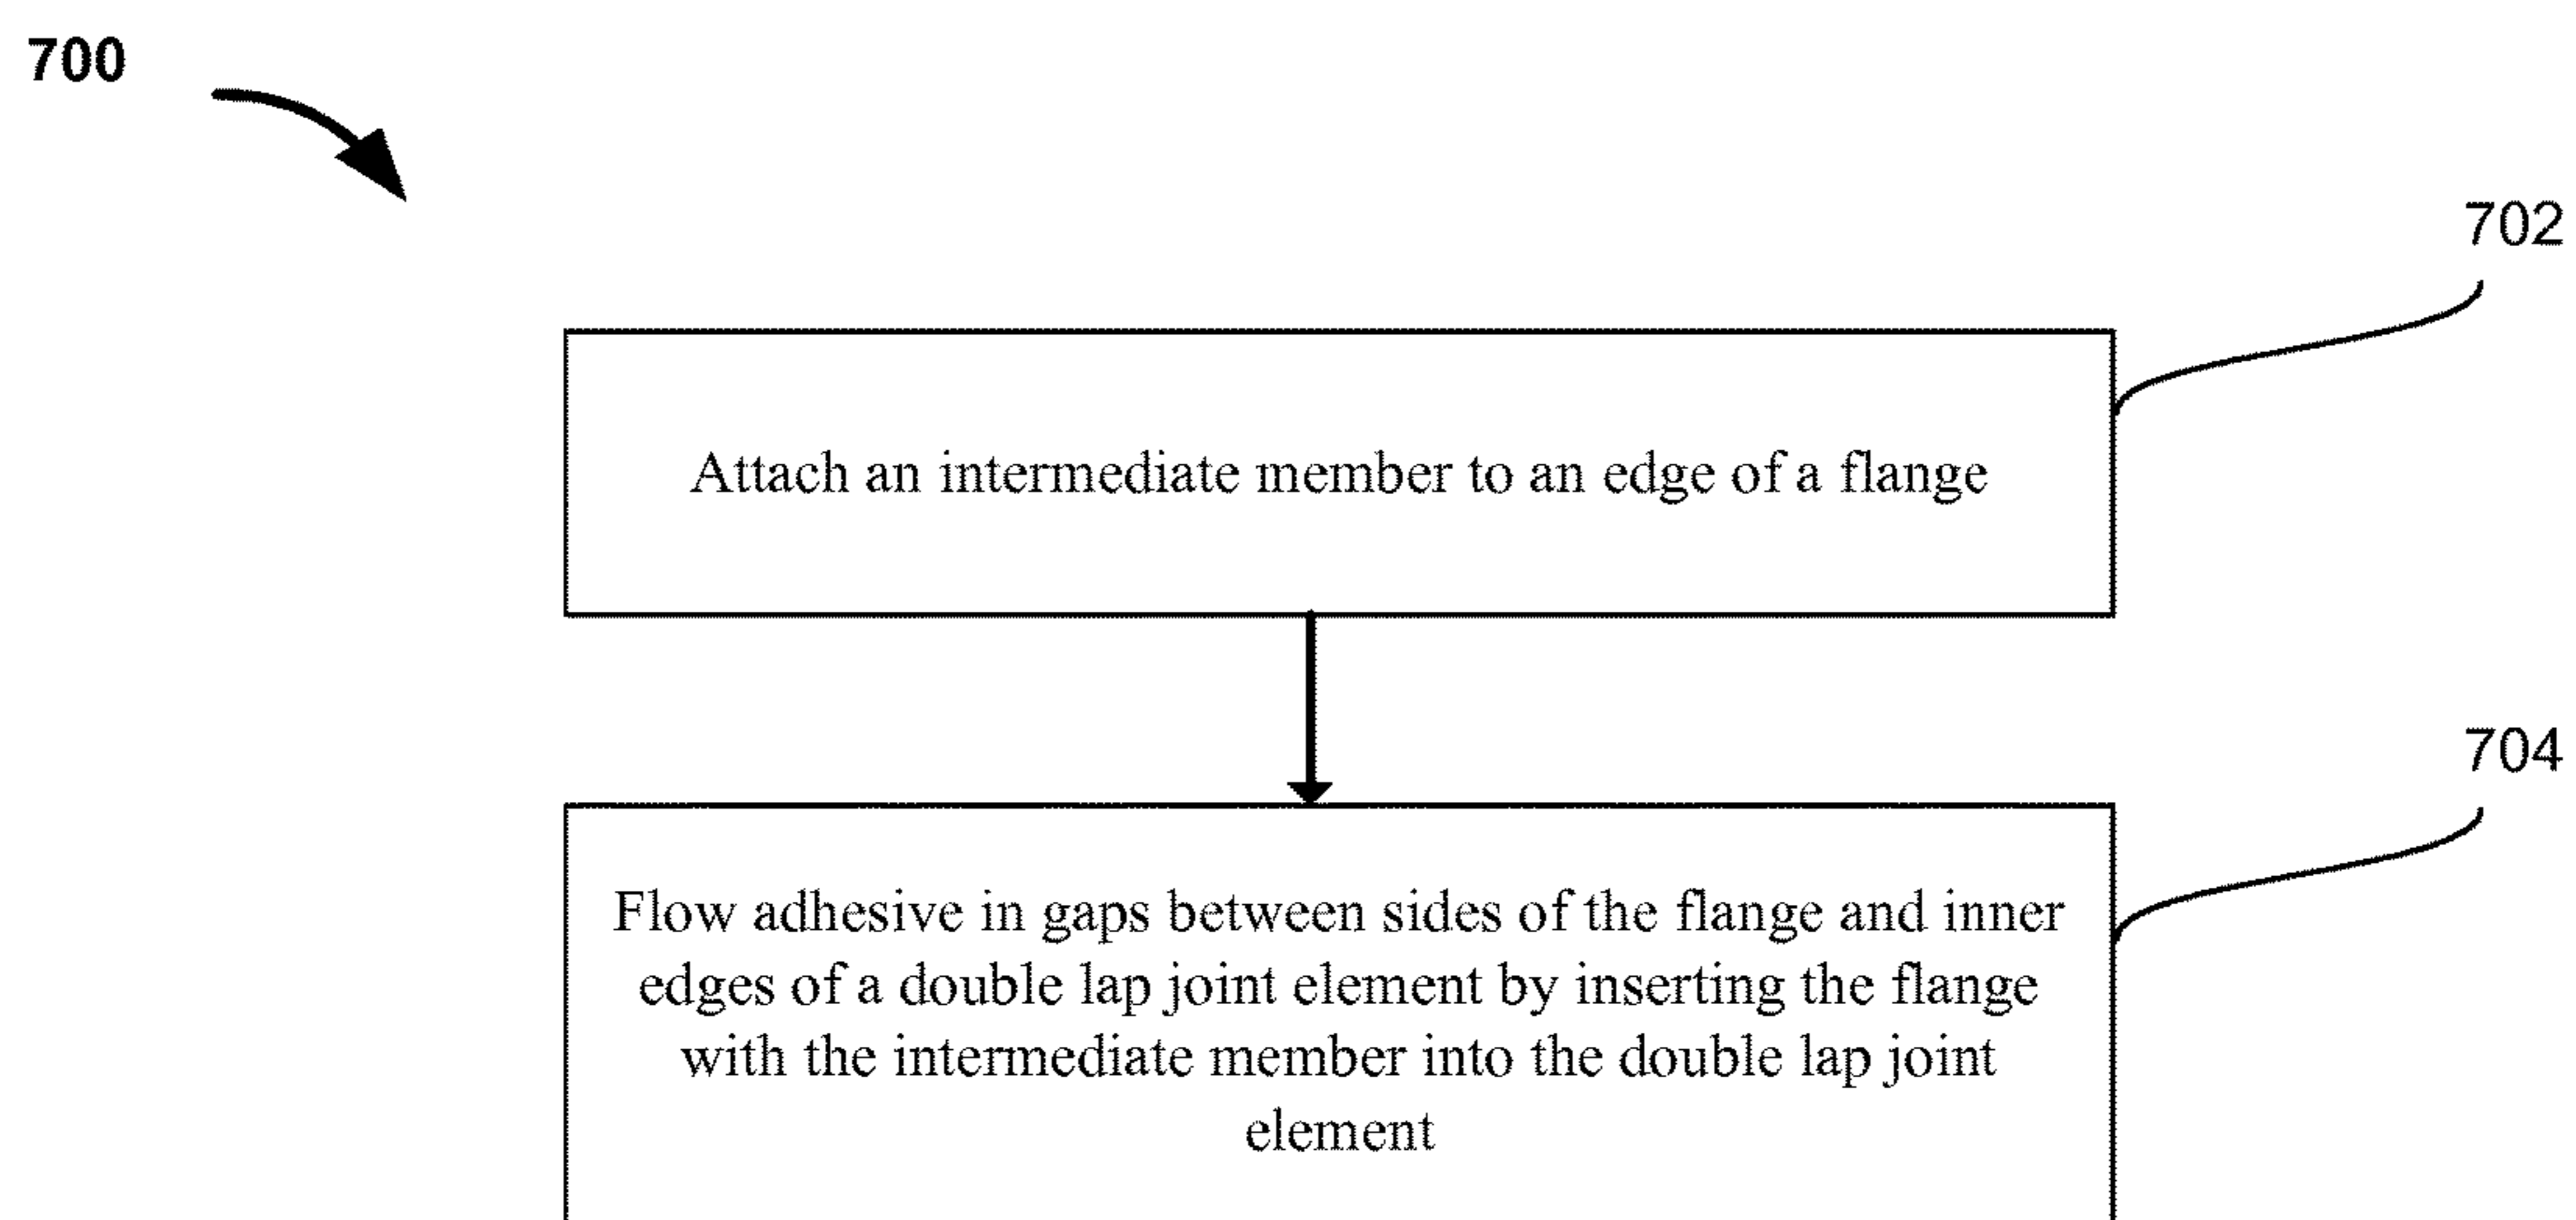 700
702
Attach an intermediate member to an edge of a flange
704
Flow adhesive in gaps between sides of the flange and inner
edges of a double lap joint element by inserting the flange
with the intermediate member into the double lap joint
element